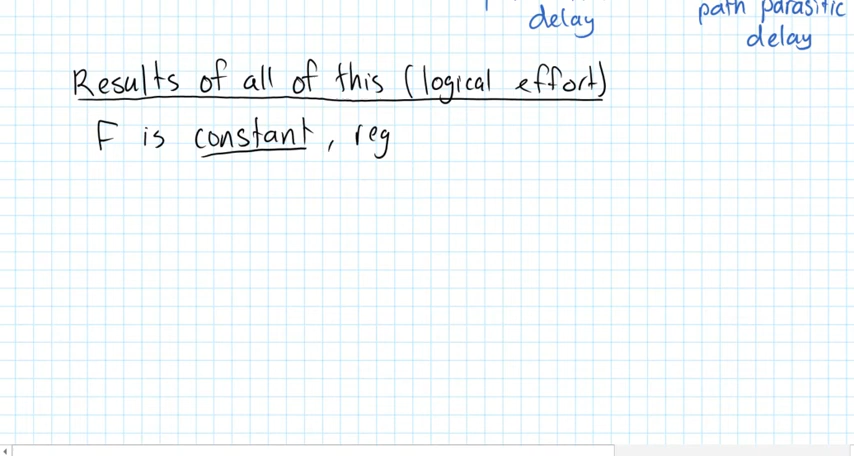 delay
path parasitic
delay
Results of all of this (logical effort)
F is constant, reg